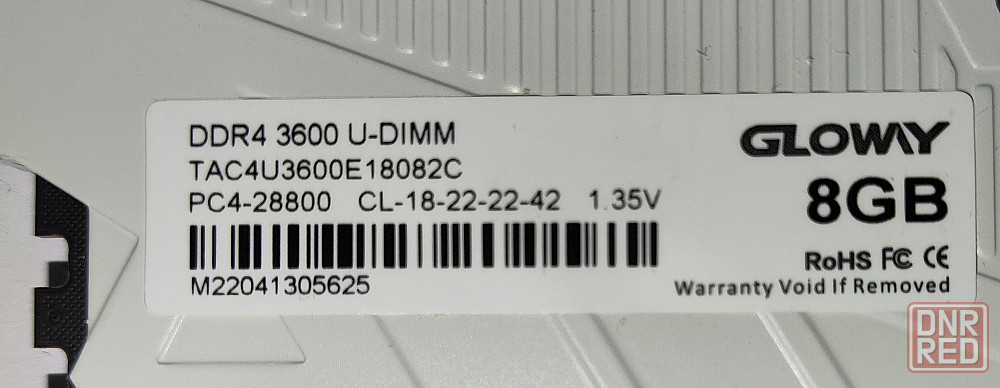 DDR4 3600 U-DIMM
TAC4U3600E18082C
PC4-28800 CL-18-22-22-42 1.35V
M22041305625
GLOWAY
8GB
RoHS FC CE
Warranty Void If Removed
DNR
RED